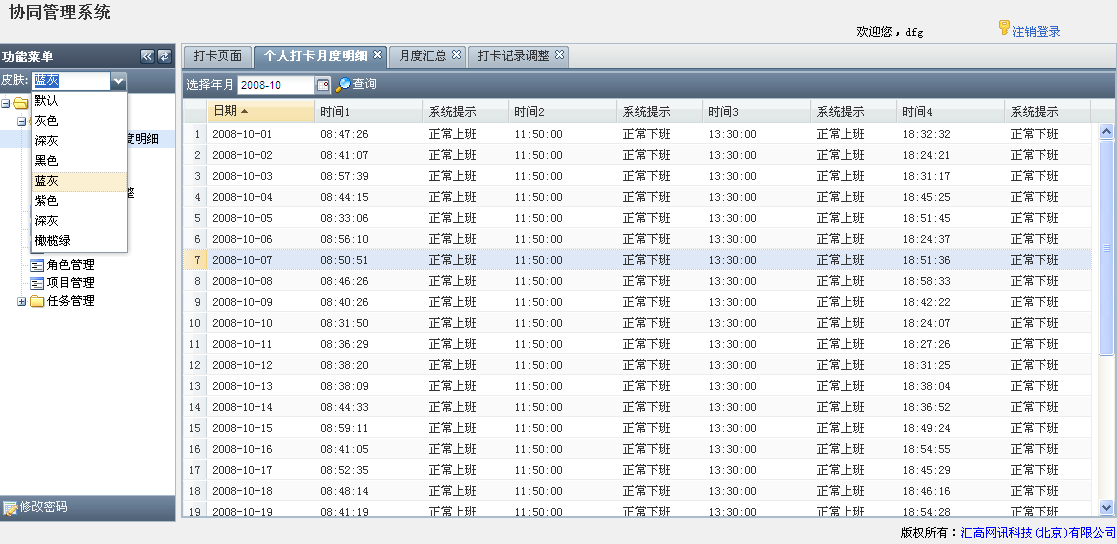 协同管理系统
欢迎您，dfg 注销登录
功能菜单
皮肤: 蓝灰
默认
灰色
深灰
黑色
蓝灰
紫色
深灰
橄榄绿
度明细
整
角色管理
项目管理
任务管理
修改密码
打卡页面 个人打卡月度明细 月度汇总 打卡记录调整
选择年月 2008-10 查询
日期 时间1 系统提示 时间2 系统提示 时间3 系统提示 时间4 系统提示
1 2008-10-01 08:47:26 正常上班 11:50:00 正常下班 13:30:00 正常上班 18:32:32 正常下班
2 2008-10-02 08:41:07 正常上班 11:50:00 正常下班 13:30:00 正常上班 18:24:21 正常下班
3 2008-10-03 08:57:39 正常上班 11:50:00 正常下班 13:30:00 正常上班 18:31:17 正常下班
4 2008-10-04 08:44:15 正常上班 11:50:00 正常下班 13:30:00 正常上班 18:45:25 正常下班
5 2008-10-05 08:33:06 正常上班 11:50:00 正常下班 13:30:00 正常上班 18:51:45 正常下班
6 2008-10-06 08:56:10 正常上班 11:50:00 正常下班 13:30:00 正常上班 18:24:37 正常下班
7 2008-10-07 08:50:51 正常上班 11:50:00 正常下班 13:30:00 正常上班 18:51:36 正常下班
8 2008-10-08 08:46:26 正常上班 11:50:00 正常下班 13:30:00 正常上班 18:58:33 正常下班
9 2008-10-09 08:40:26 正常上班 11:50:00 正常下班 13:30:00 正常上班 18:42:22 正常下班
10 2008-10-10 08:31:50 正常上班 11:50:00 正常下班 13:30:00 正常上班 18:24:07 正常下班
11 2008-10-11 08:36:29 正常上班 11:50:00 正常下班 13:30:00 正常上班 18:27:26 正常下班
12 2008-10-12 08:38:20 正常上班 11:50:00 正常下班 13:30:00 正常上班 18:31:25 正常下班
13 2008-10-13 08:38:09 正常上班 11:50:00 正常下班 13:30:00 正常上班 18:38:04 正常下班
14 2008-10-14 08:44:33 正常上班 11:50:00 正常下班 13:30:00 正常上班 18:36:52 正常下班
15 2008-10-15 08:59:11 正常上班 11:50:00 正常下班 13:30:00 正常上班 18:49:24 正常下班
16 2008-10-16 08:41:05 正常上班 11:50:00 正常下班 13:30:00 正常上班 18:54:55 正常下班
17 2008-10-17 08:52:35 正常上班 11:50:00 正常下班 13:30:00 正常上班 18:45:29 正常下班
18 2008-10-18 08:48:14 正常上班 11:50:00 正常下班 13:30:00 正常上班 18:46:16 正常下班
19 2008-10-19 08:41:19 正常上班 11:50:00 正常下班 13:30:00 正常上班 18:54:28 正常下班
版权所有：汇高网讯科技(北京)有限公司